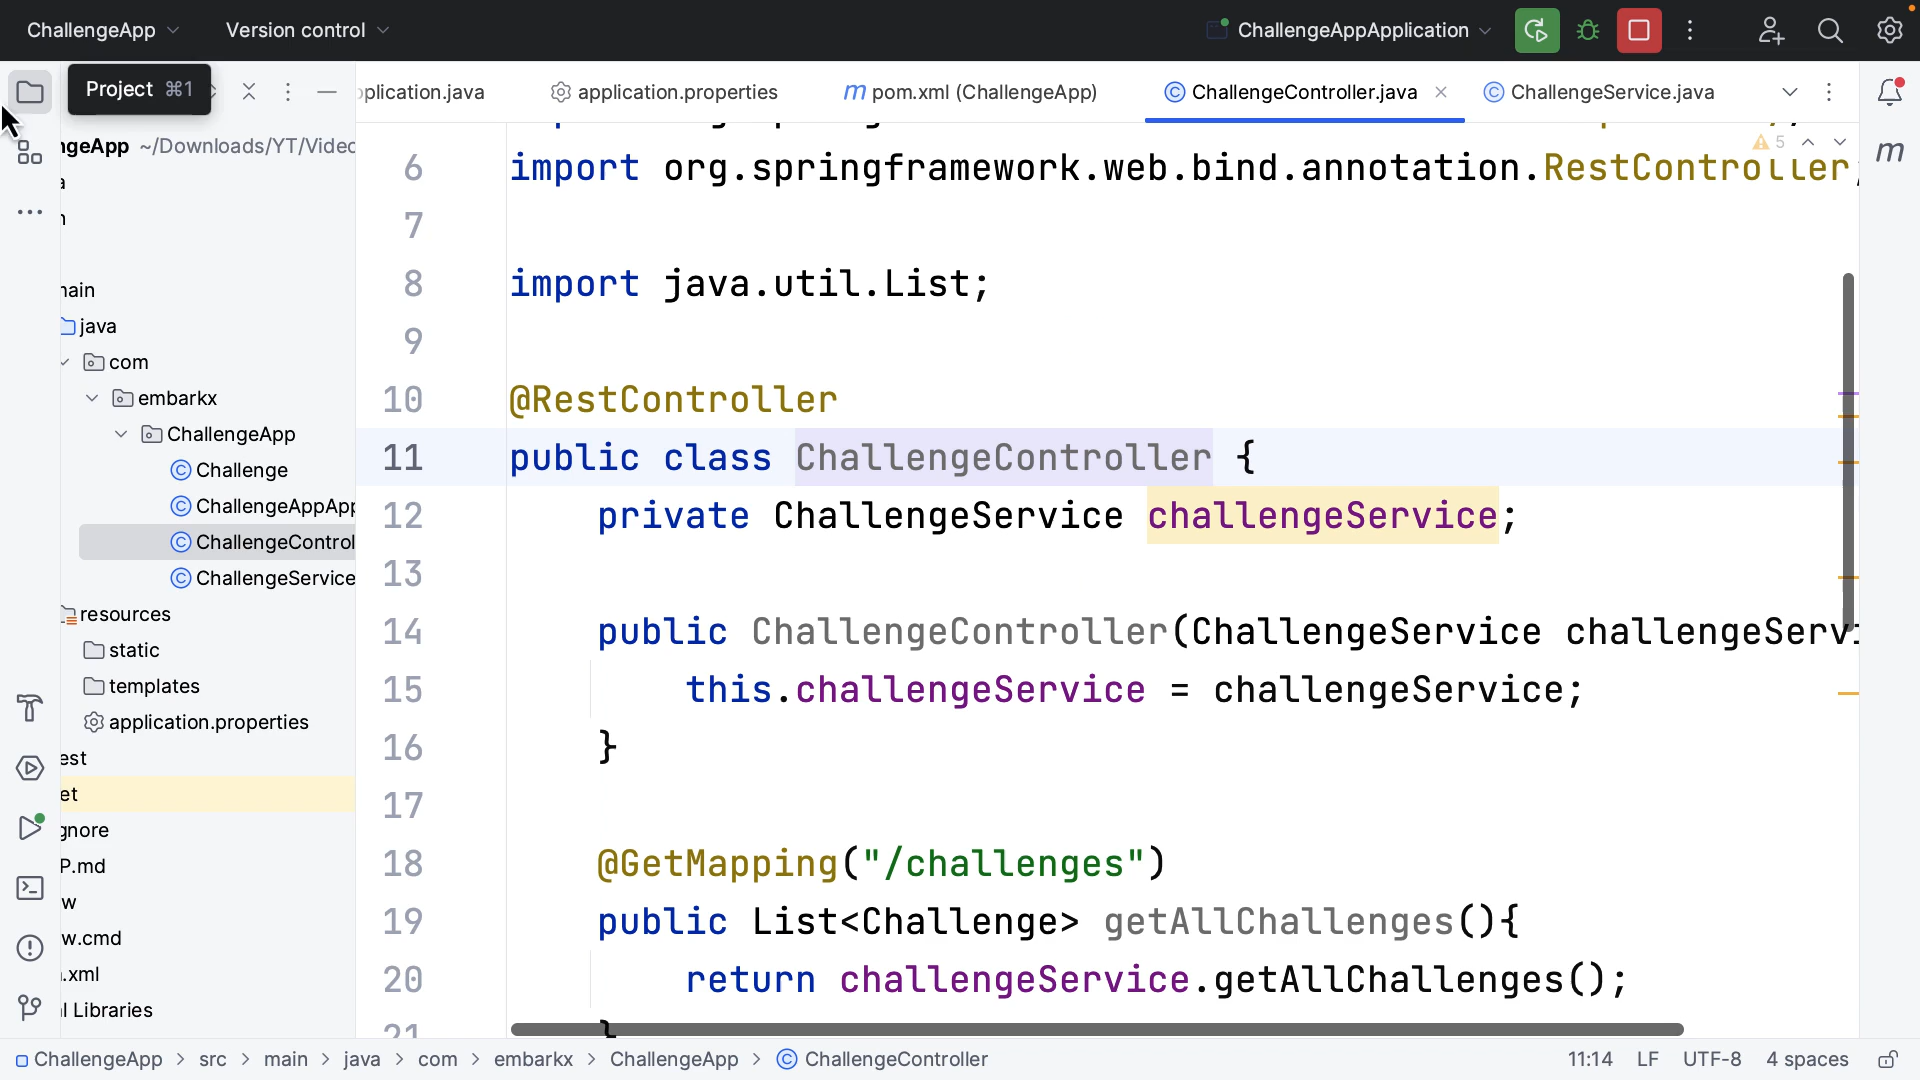 ChallengeApp
Version control
ChallengeAppApplication
Project ⌘1
plication.java
application.properties
m pom.xml (ChallengeApp)
ChallengeController.java
ChallengeService.java
ngeApp ~/Downloads/YT/Videc
nain
java
com
embarkx
ChallengeApp
Challenge
ChallengeAppApp
ChallengeControl
ChallengeService
resources
static
templates
application.properties
est
et
gnore
P.md
w
w.cmd
.xml
l Libraries
5
m
6 import org.springframework.web.bind.annotation.RestController;
7
8 import java.util.List;
9
10 @RestController
11 public class ChallengeController {
12 private ChallengeService challengeService;
13
14 public ChallengeController(ChallengeService challengeServi
15 this.challengeService = challengeService;
16 }
17
18 @GetMapping("/challenges")
19 public List<Challenge> getAllChallenges(){
20 return challengeService.getAllChallenges();
21 }
ChallengeApp > src > main > java > com > embarkx > ChallengeApp > ChallengeController
11:14 LF UTF-8 4 spaces